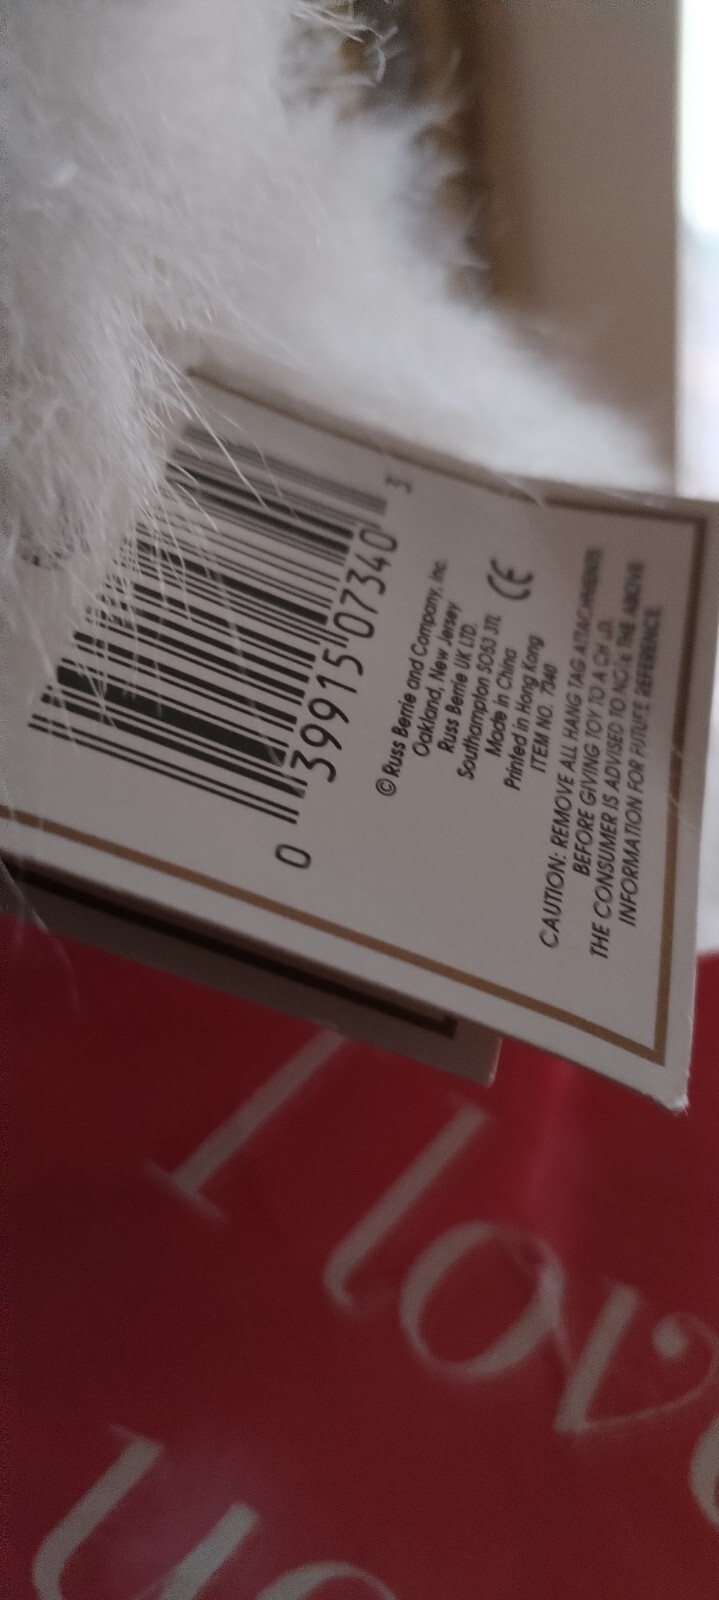 0 39915 07340 3
© Russ Berrie and Company, Inc.
Oakland, New Jersey
Russ Berrie UK LTD.
Southampton SO53 3TL
Made in China
Printed in Hong Kong
ITEM NO. 7340
CE
CAUTION: REMOVE ALL HANG TAG ATTACHMENTS
BEFORE GIVING TOY TO A CHILD.
THE CONSUMER IS ADVISED TO NOTE THE ABOVE
INFORMATION FOR FUTURE REFERENCE.
I love